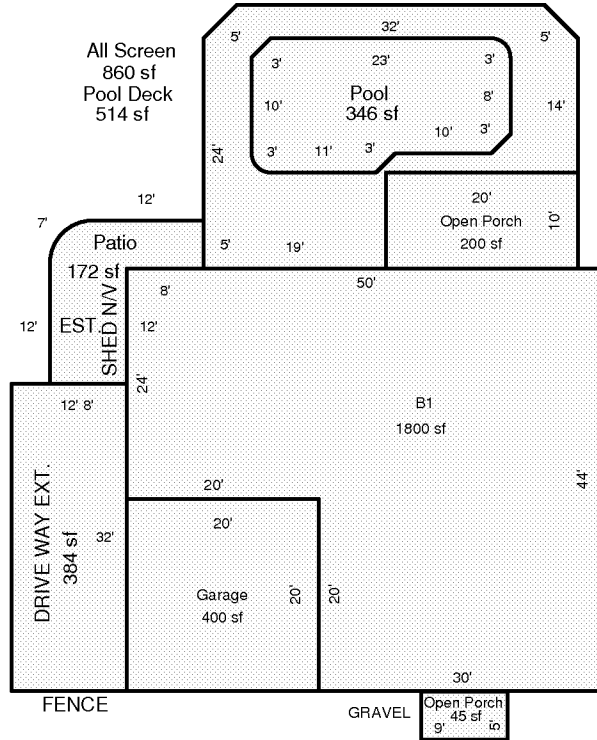 32'
5'
5'
All Screen
860 sf
Pool Deck
514 sf
3'
23'
3'
Pool
346 sf
10'
8'
14'
10'
3'
3'
11'
3'
24'
12'
7'
20'
Open Porch
200 sf
10'
Patio
172 sf
5'
19'
8'
50'
EST.
SHED N/V
12'
12'
24'
12' 8'
B1
1800 sf
44'
20'
20'
DRIVE WAY EXT.
384 sf
32'
Garage
400 sf
20'
20'
30'
FENCE
GRAVEL
Open Porch
45 sf
9'
5'